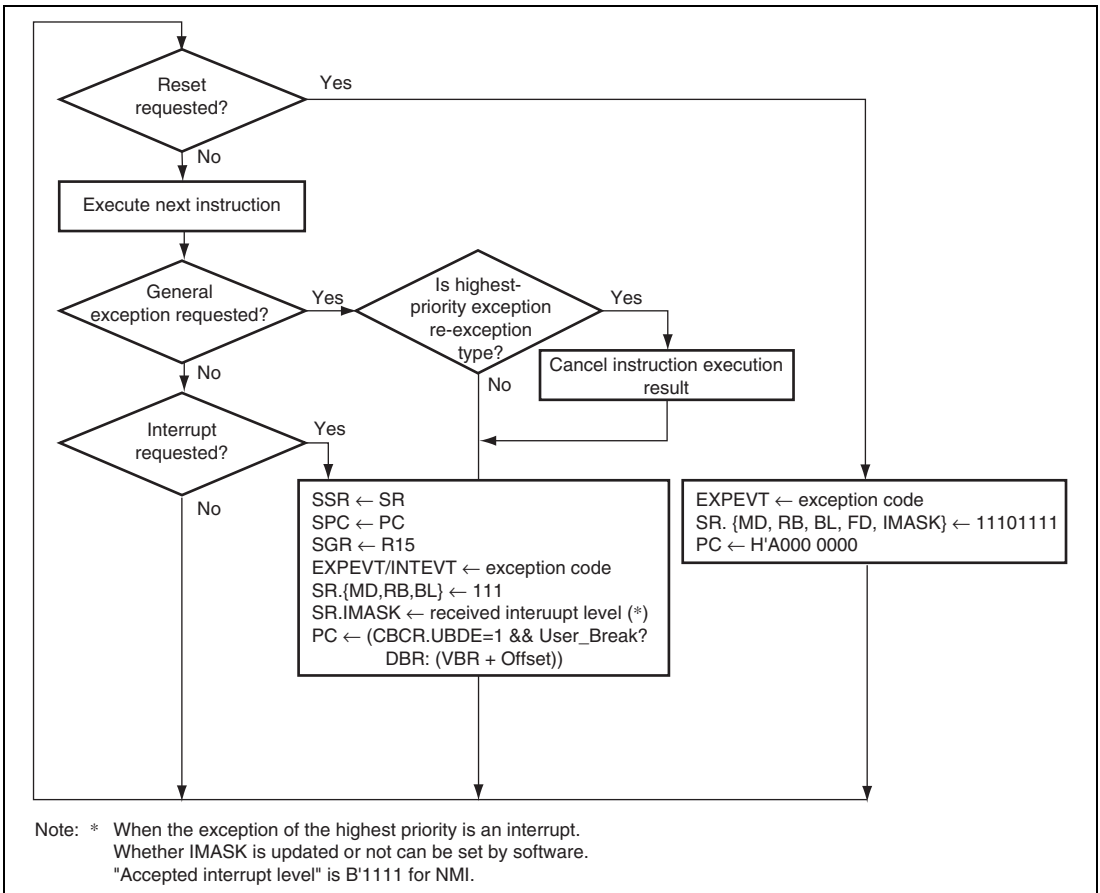 Reset
requested?
Yes
No
Execute next instruction
General
exception requested?
Yes
Is highest-
priority exception
re-exception
type?
Yes
No
Cancel instruction execution
result
No
Interrupt
requested?
Yes
No
SSR ← SR
SPC ← PC
SGR ← R15
EXPEVT/INTEVT ← exception code
SR.{MD,RB,BL} ← 111
SR.IMASK ← received interuupt level (*)
PC ← (CBCR.UBDE=1 && User_Break?
DBR: (VBR + Offset))
EXPEVT ← exception code
SR. {MD, RB, BL, FD, IMASK} ← 11101111
PC ← H'A000 0000
Note: * When the exception of the highest priority is an interrupt.
Whether IMASK is updated or not can be set by software.
"Accepted interrupt level" is B'1111 for NMI.